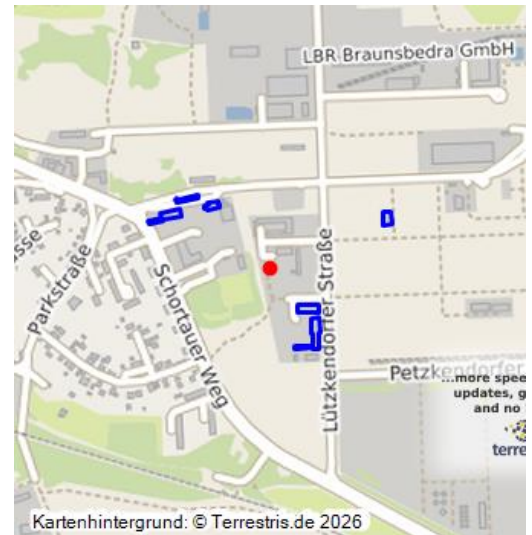 LBR Braunsbedra GmbH
asse
Parkstraße
Schortauer Weg
Lützkendorfer Straße
Petzkendorfer
...more spee
updates, g
and no
terre
Kartenhintergrund: © Terrestris.de 2026